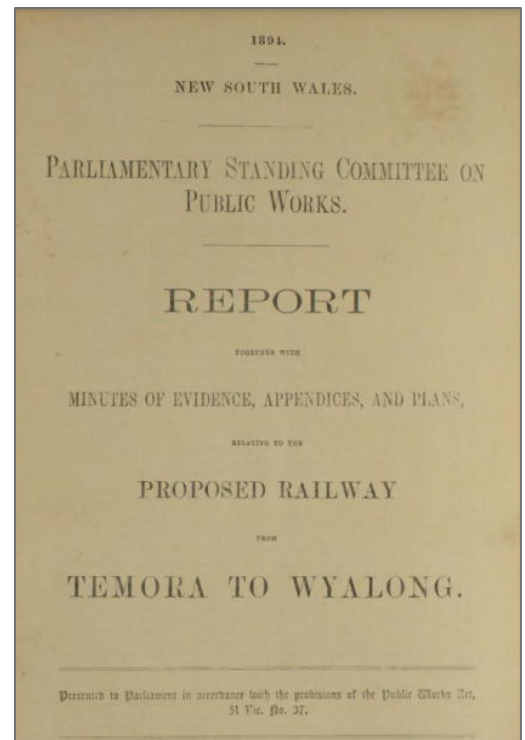 1894.
NEW SOUTH WALES.
PARLIAMENTARY STANDING COMMITTEE ON
PUBLIC WORKS.
REPORT
TOGETHER WITH
MINUTES OF EVIDENCE, APPENDICES, AND PLANS,
RELATING TO THE
PROPOSED RAILWAY
FROM
TEMORA TO WYALONG.
Presented to Parliament in accordance with the provisions of the Public Works Act,
51 Vic. No. 37.